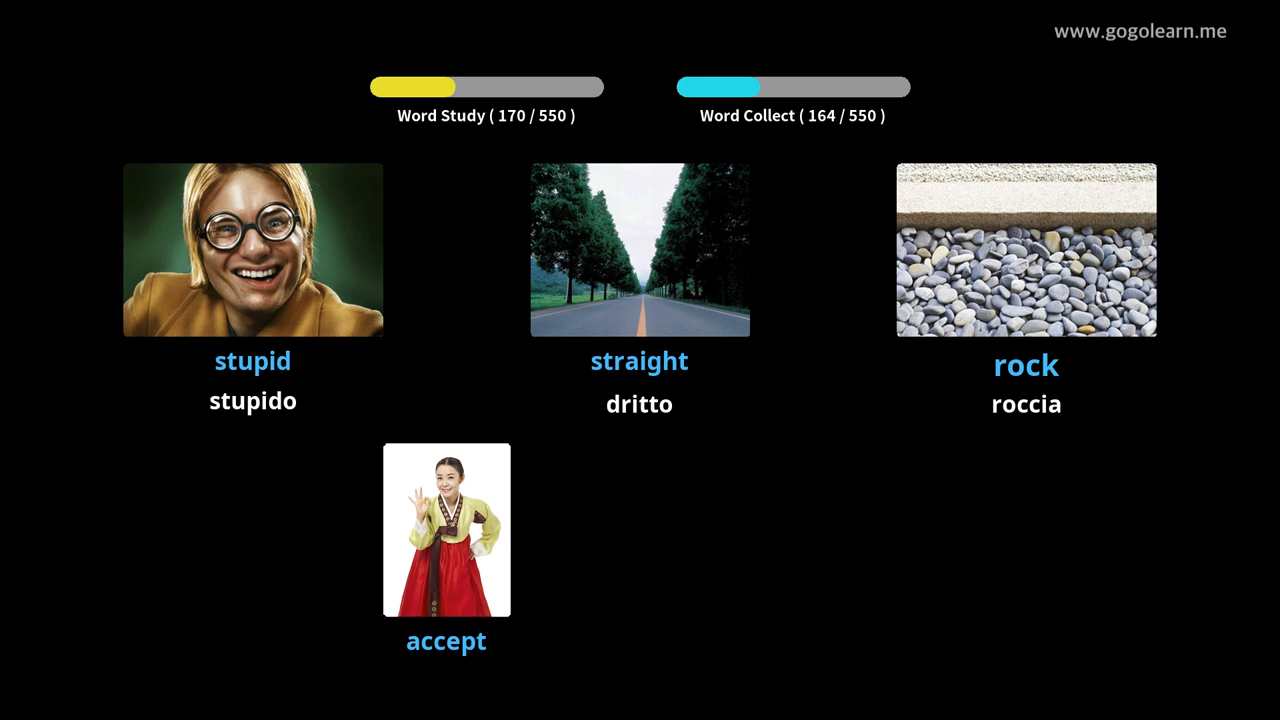 www.gogolearn.me
Word Study ( 170 / 550 )
Word Collect ( 164 / 550 )
stupid
stupido
straight
dritto
rock
roccia
accept